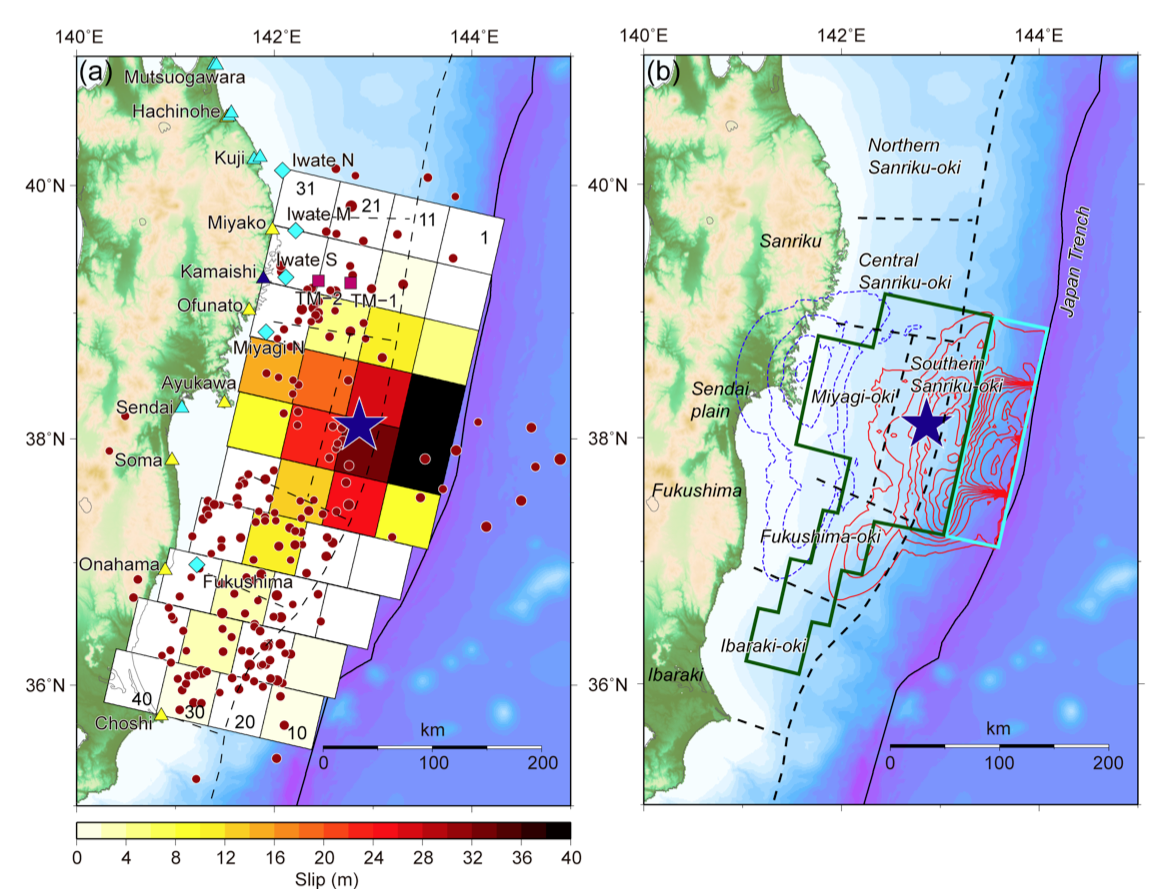 140°E
142°E
144°E
(a)
Mutsuogawara
Hachinohe
Kuji
Iwate N
40°N
31
21
11
1
Iwate M
Miyako
Iwate S
Kamaishi
TM−2
TM−1
Ofunato
Miyagi N
Ayukawa
Sendai
38°N
Soma
Onahama
Fukushima
36°N
40
30
20
10
Choshi
km
0
100
200
0
4
8
12
16
20
24
28
32
36
40
Slip (m)
140°E
142°E
144°E
(b)
Northern
Sanriku-oki
40°N
Sanriku
Central
Sanriku-oki
Japan Trench
Southern
Sanriku-oki
Miyagi-oki
Sendai
plain
38°N
Fukushima
Fukushima-oki
Ibaraki-oki
Ibaraki
36°N
km
0
100
200